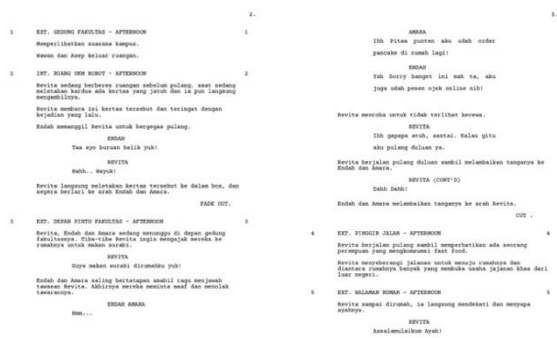 2.
1 EXT. GEDUNG FAKULTAS - AFTERNOON 1
Memperlihatkan suasana kampus.
Wawan dan Asep keluar ruangan.
2 INT. RUANG UKM ROBOT - AFTERNOON 2
Revita sedang berberes ruangan sebelum pulang, saat sedang
meletakan kardus ada kertas yang jatuh dan ia pun langsung
mengambilnya.
Revita membaca isi kertas tersebut dan teringat dengan
kejadian yang lalu.
Endah memanggil Revita untuk bergegas pulang.
ENDAH
Taa ayo buruan balik yuk!
REVITA
Hahh.. Hayuk!
Revita langsung meletakan kertas tersebut ke dalam box, dan
segera berlari ke arah Endah dan Amara.
FADE OUT.
3 EXT. DEPAN PINTU FAKULTAS - AFTERNOON 3
Revita, Endah dan Amara sedang menunggu di depan gedung
fakultasnya. Tiba-tiba Revita ingin mengajak mereka ke
rumahnya untuk makan surabi.
REVITA
Guys makan surabi dirumahku yuk!
Endah dan Amara saling bertatapan smabil ragu menjawab
tawaran Revita. Akhirnya mereka meminta maaf dan menolak
tawarannya.
ENDAH AMARA
Hmm...
3.
AMARA
Ihh Pitaa punten aku udah order
pancake di rumah lagi!
ENDAH
Yah Sorry banget ini mah ta, aku
juga udah pesen ojek online nih!
Revita mencoba untuk tidak terlihat kecewa.
REVITA
Ihh gapapa atuh, santai. Kalau gitu
aku pulang duluan ya.
Revita berjalan pulang duluan sambil melambaikan tanganya ke
Endah dan Amara.
REVITA (CONT'D)
Dahh Dahh!
Endah dan Amara melambaikan tanganya ke arah Revita.
CUT .
4 EXT. PINGGIR JALAN - AFTERNOON 4
Revita berjalan pulang sambil memperhatikan ada seorang
perempuan yang mengkonsumsi fast food.
Revita menyeberangi jalanan untuk menuju rumahnya dan
diantara rumahnya banyak yang membuka usaha jajanan khas dari
luar negeri.
5 EXT. HALAMAN RUMAH - AFTERNOON 5
Revita sampai dirumah, ia langsung mendekati dan menyapa
ayahnya.
REVITA
Assalamulaikum Ayah!